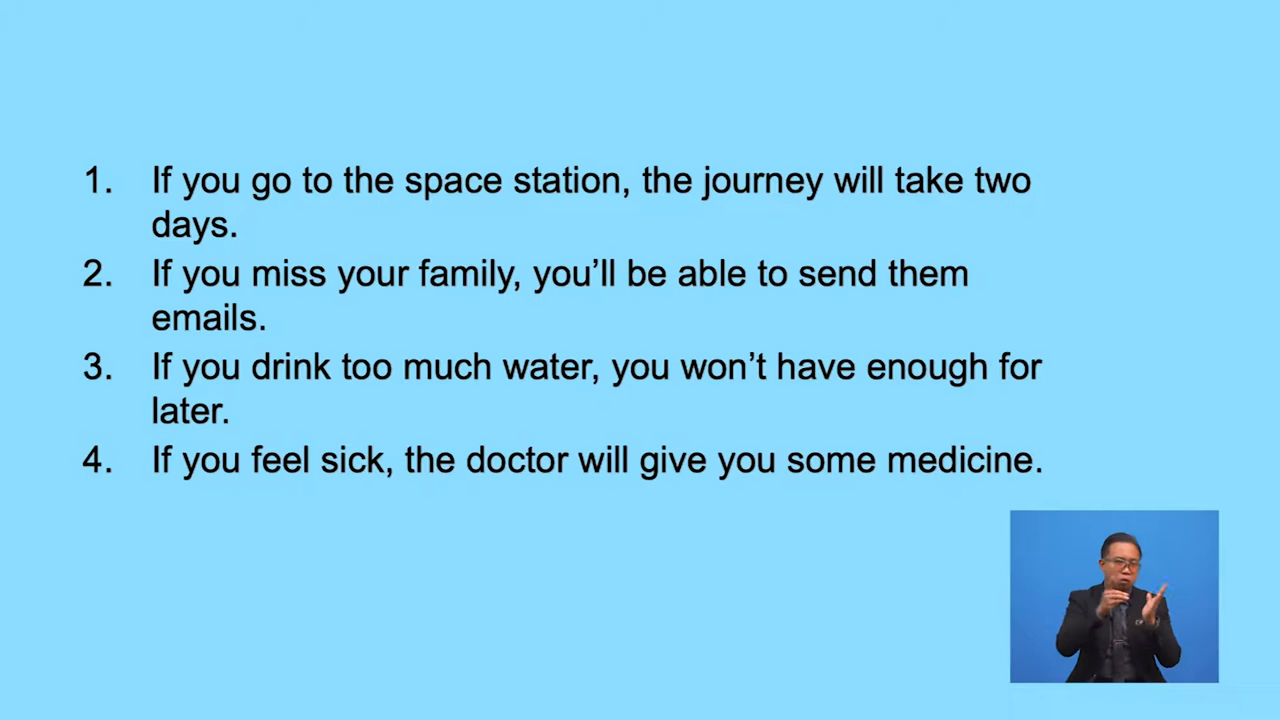 1. If you go to the space station, the journey will take two
days.
2. If you miss your family, you’ll be able to send them
emails.
3. If you drink too much water, you won’t have enough for
later.
4. If you feel sick, the doctor will give you some medicine.